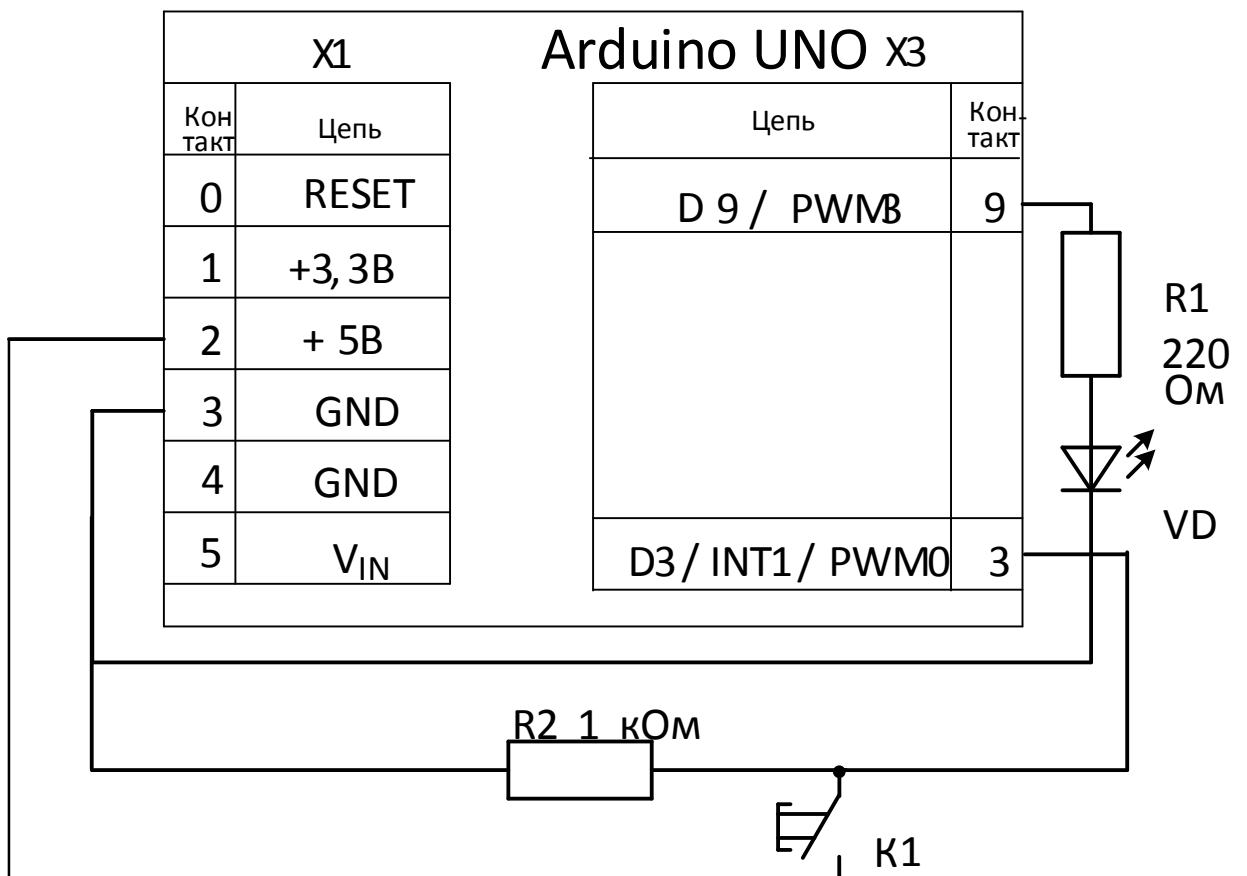 X1 Arduino UNO X3
Кон Цепь Цепь Кон-
такт такт
0 RESET D 9 / PWM3 9
1 +3, 3В
2 + 5В
3 GND
4 GND
5 VIN D3 / INT1 / PWM0 3
R1
220
Ом
VD
R2 1 кОм
К1